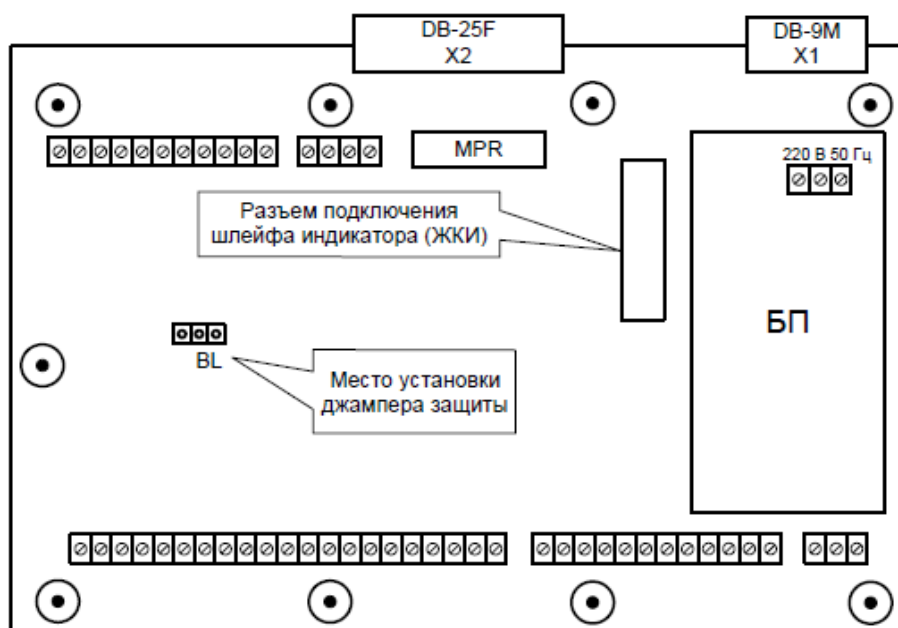 DB-25F
X2
DB-9M
X1
MPR
220 В 50 Гц
Разъем подключения
шлейфа индикатора (ЖКИ)
БП
BL
Место установки
джампера защиты